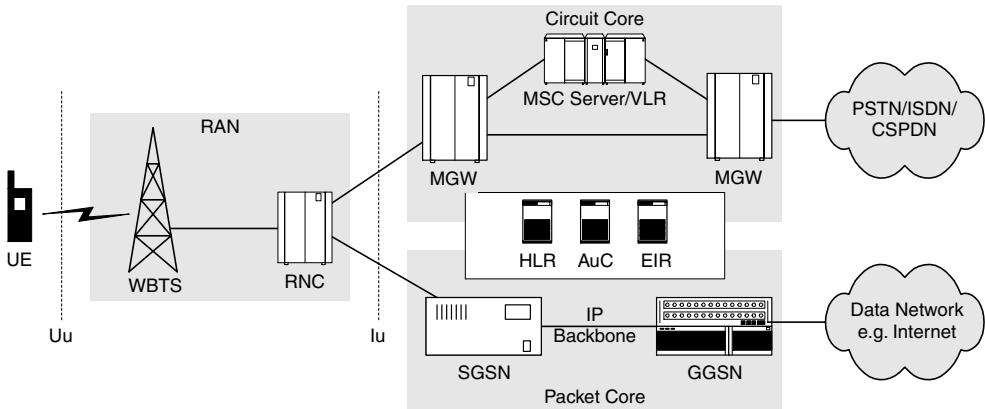 Circuit Core
MSC Server/VLR
PSTN/ISDN/
CSPDN
RAN
MGW
MGW
UE
WBTS
RNC
HLR
AuC
EIR
Uu
Iu
IP
Backbone
SGSN
GGSN
Data Network
e.g. Internet
Packet Core